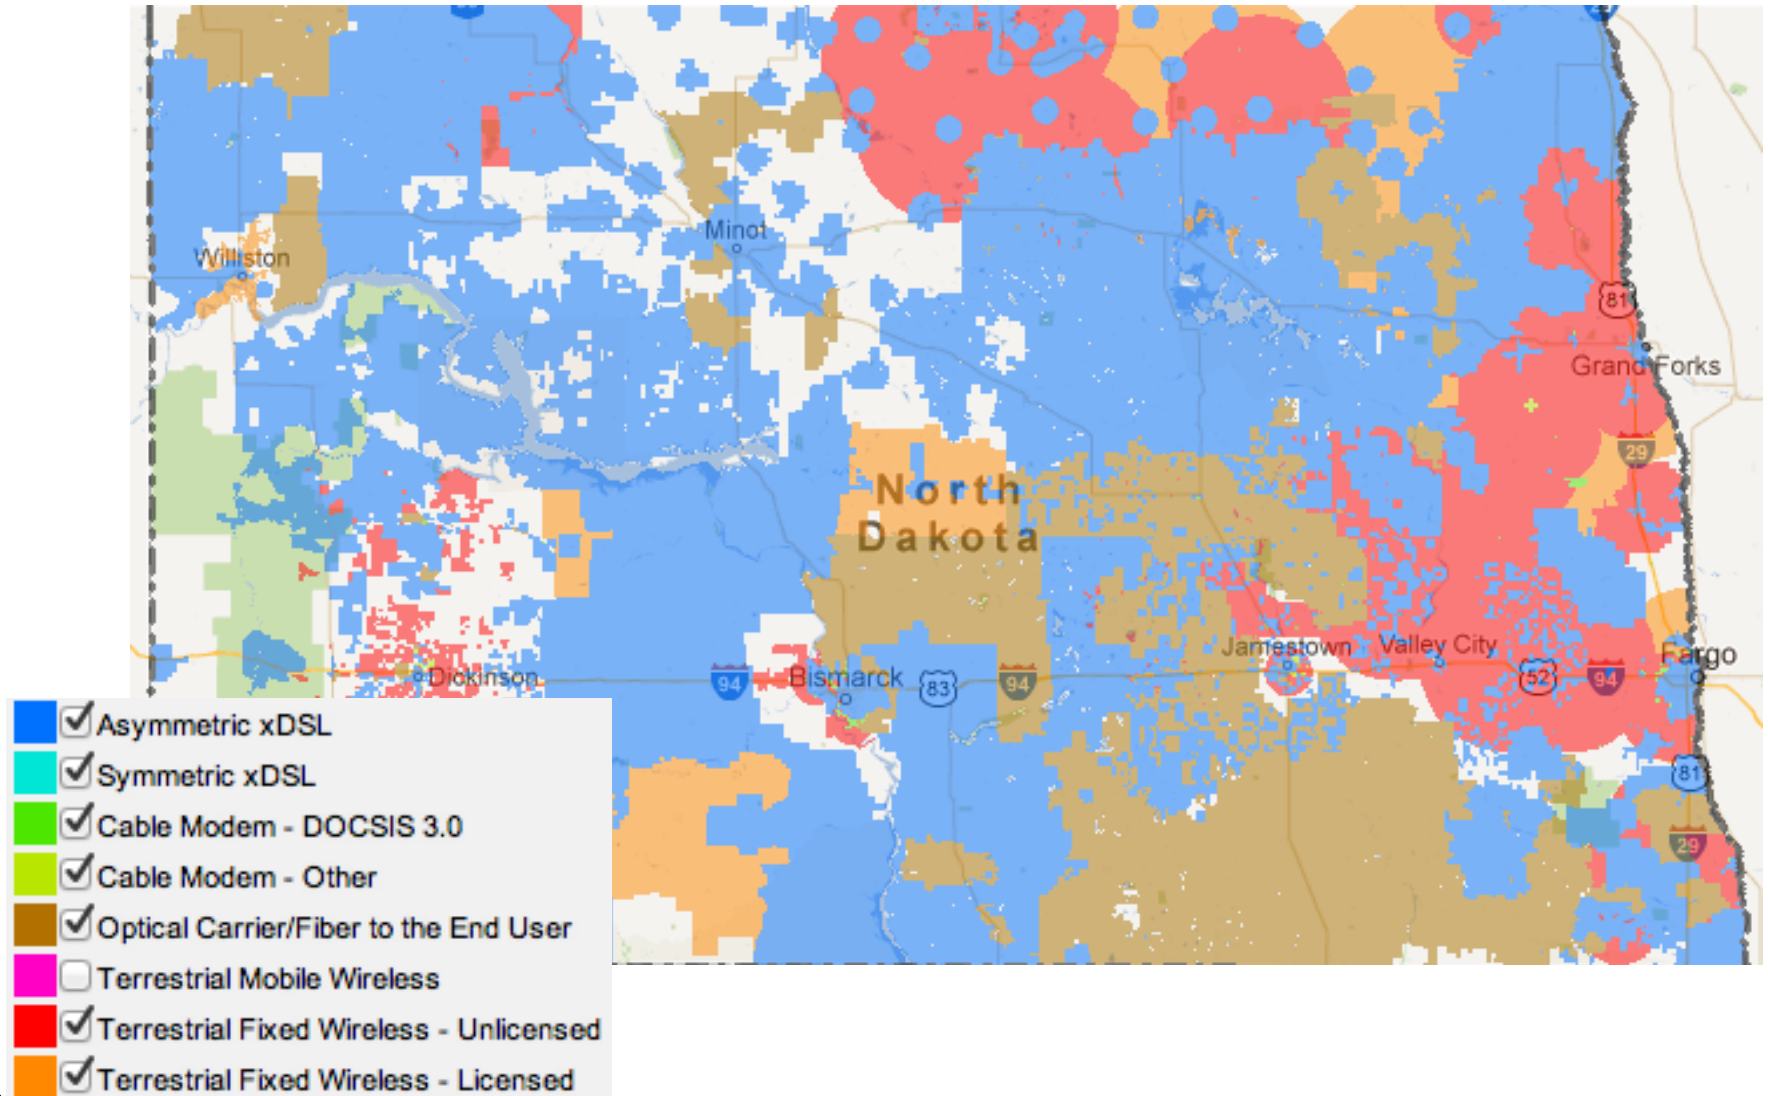 Minot
Williston
81
Grand Forks
29
North
Dakota
Jamestown
Valley City
Fargo
Dickinson
94
Bismarck
83
94
52
94
81
29
Asymmetric xDSL
Symmetric xDSL
Cable Modem - DOCSIS 3.0
Cable Modem - Other
Optical Carrier/Fiber to the End User
Terrestrial Mobile Wireless
Terrestrial Fixed Wireless - Unlicensed
Terrestrial Fixed Wireless - Licensed